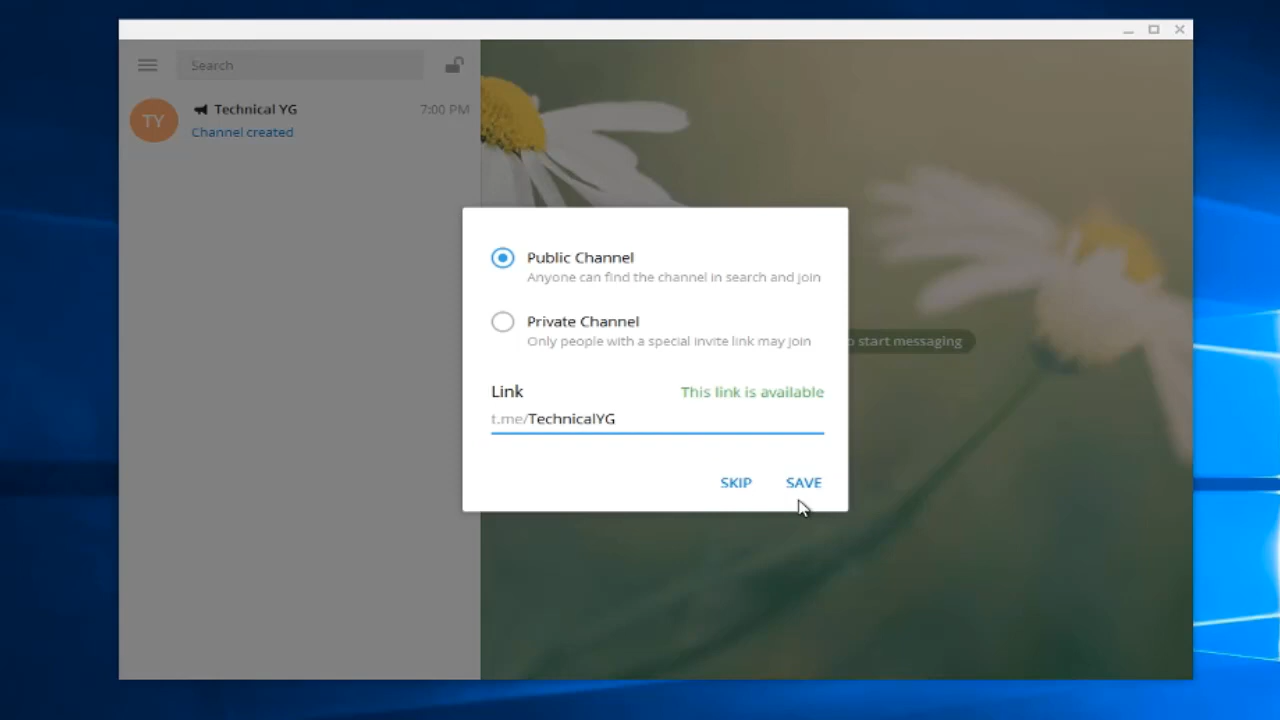 Search
TY
Technical YG
7:00 PM
Channel created
Public Channel
Anyone can find the channel in search and join
Private Channel
Only people with a special invite link may join
start messaging
Link
This link is available
t.me/TechnicalYG
SKIP
SAVE